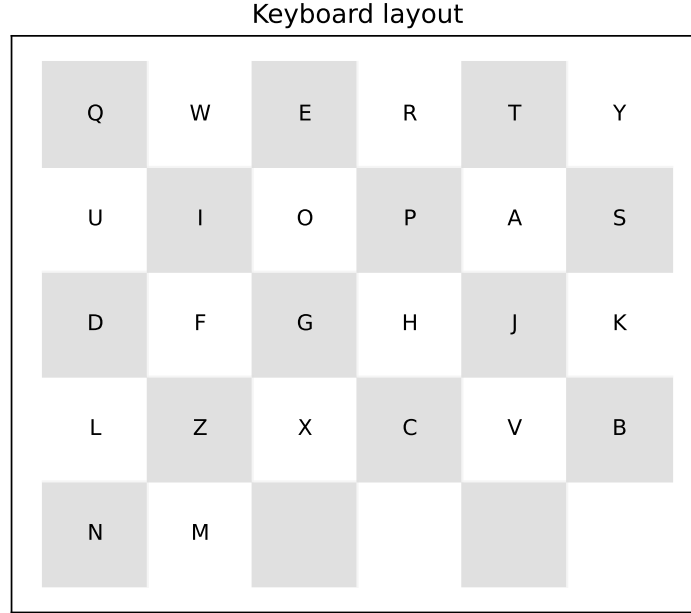 Keyboard layout
Q W E R T Y
U I O P A S
D F G H J K
L Z X C V B
N M